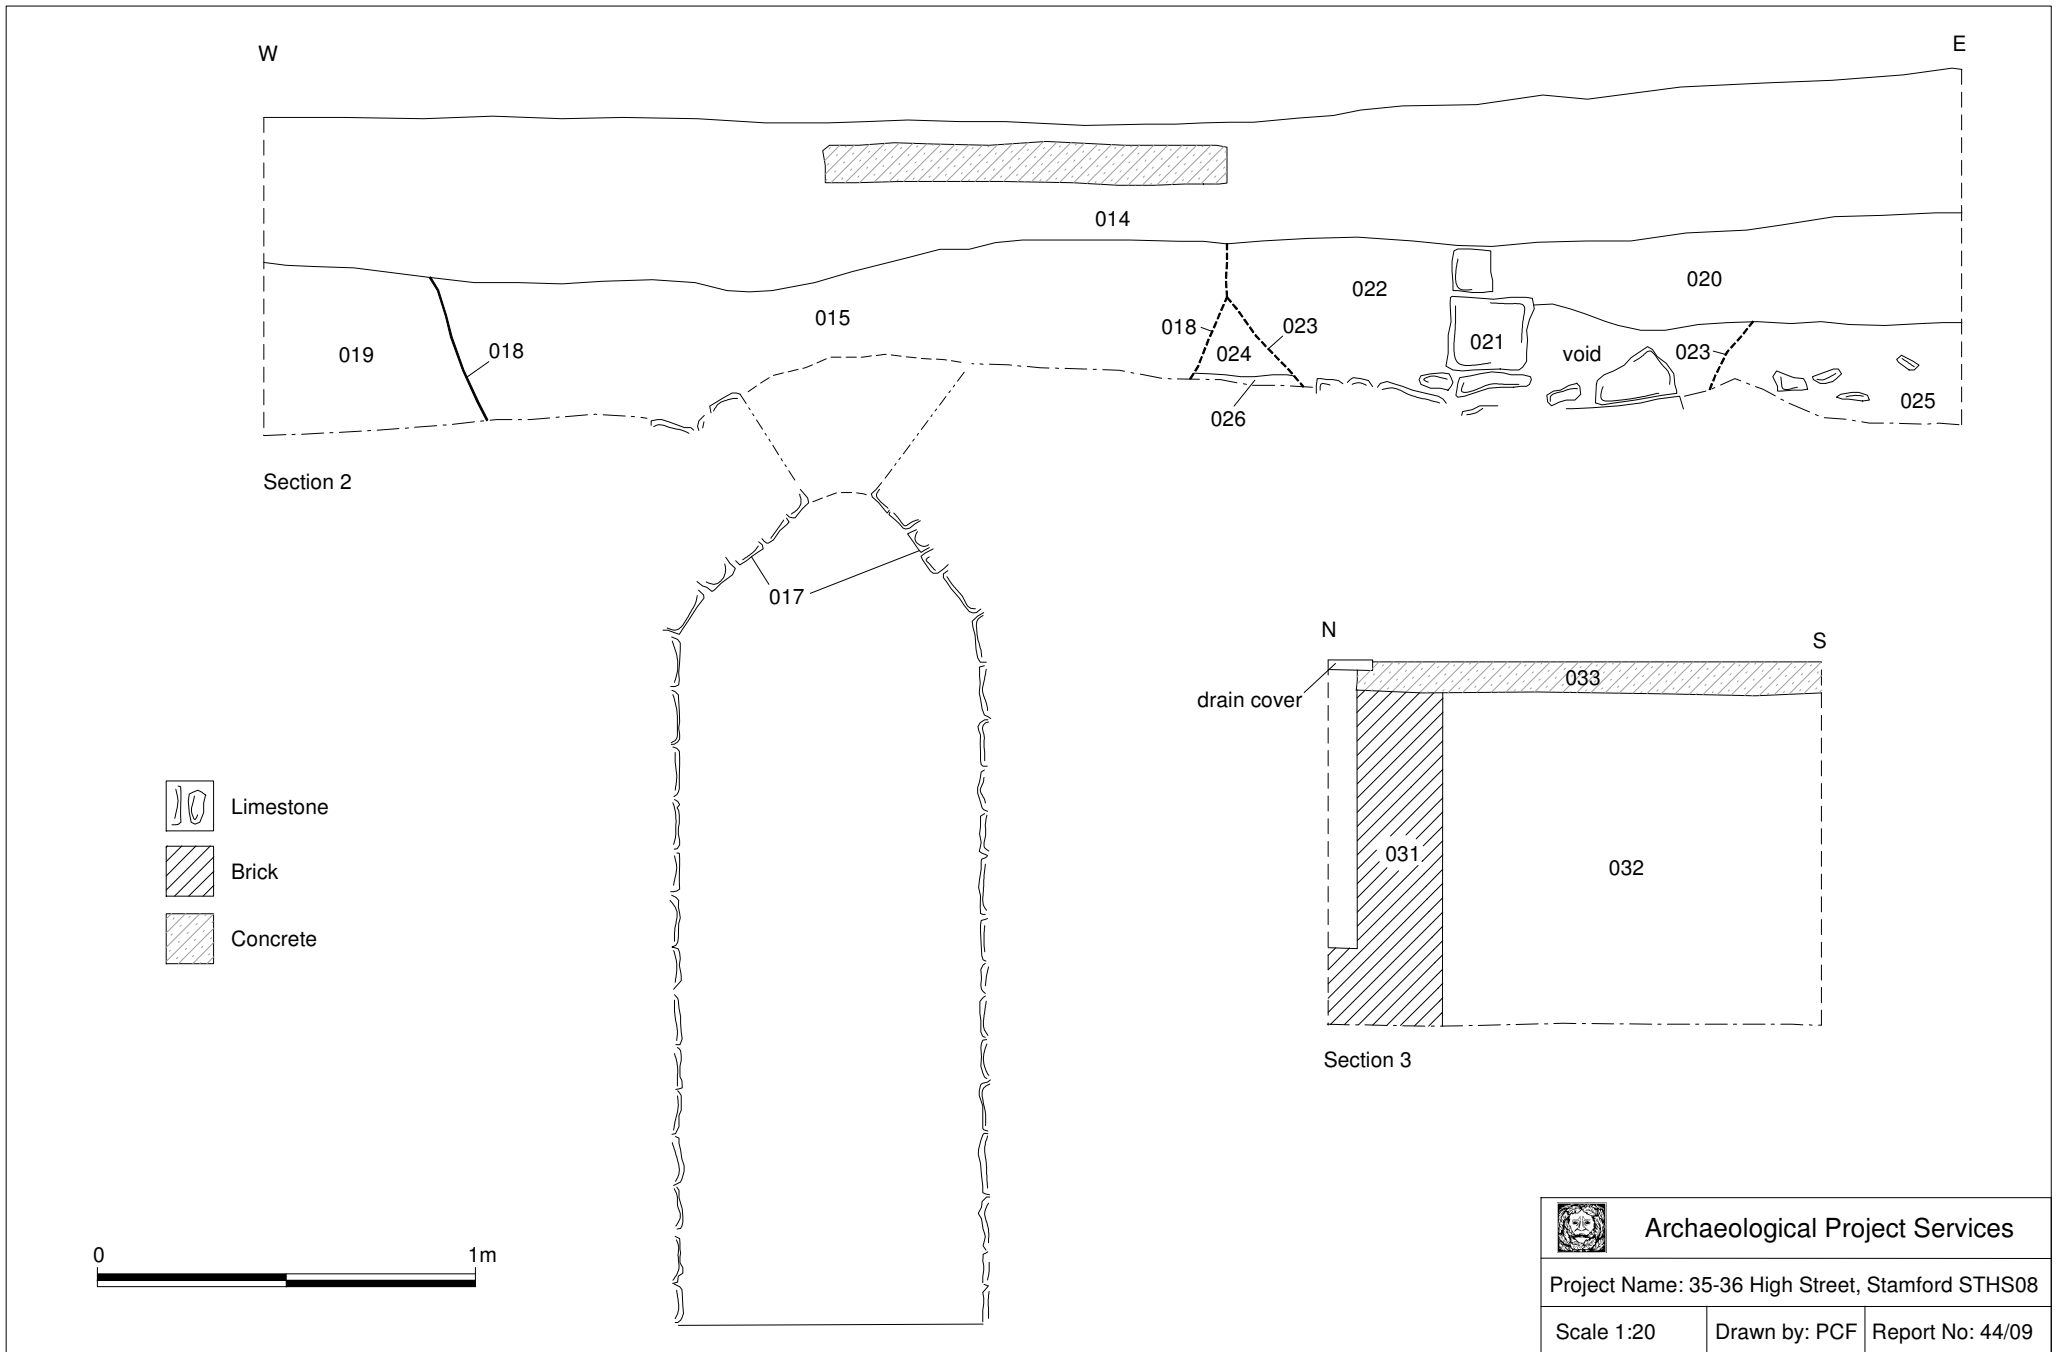 W
E
014
020
022
015
018
023
021
019
018
024
void
023
025
026
Section 2
017
N
S
033
drain cover
Limestone
031
032
Brick
Concrete
Section 3
0
1m
Archaeological Project Services
Project Name: 35-36 High Street, Stamford STHS08
Scale 1:20
Drawn by: PCF
Report No: 44/09